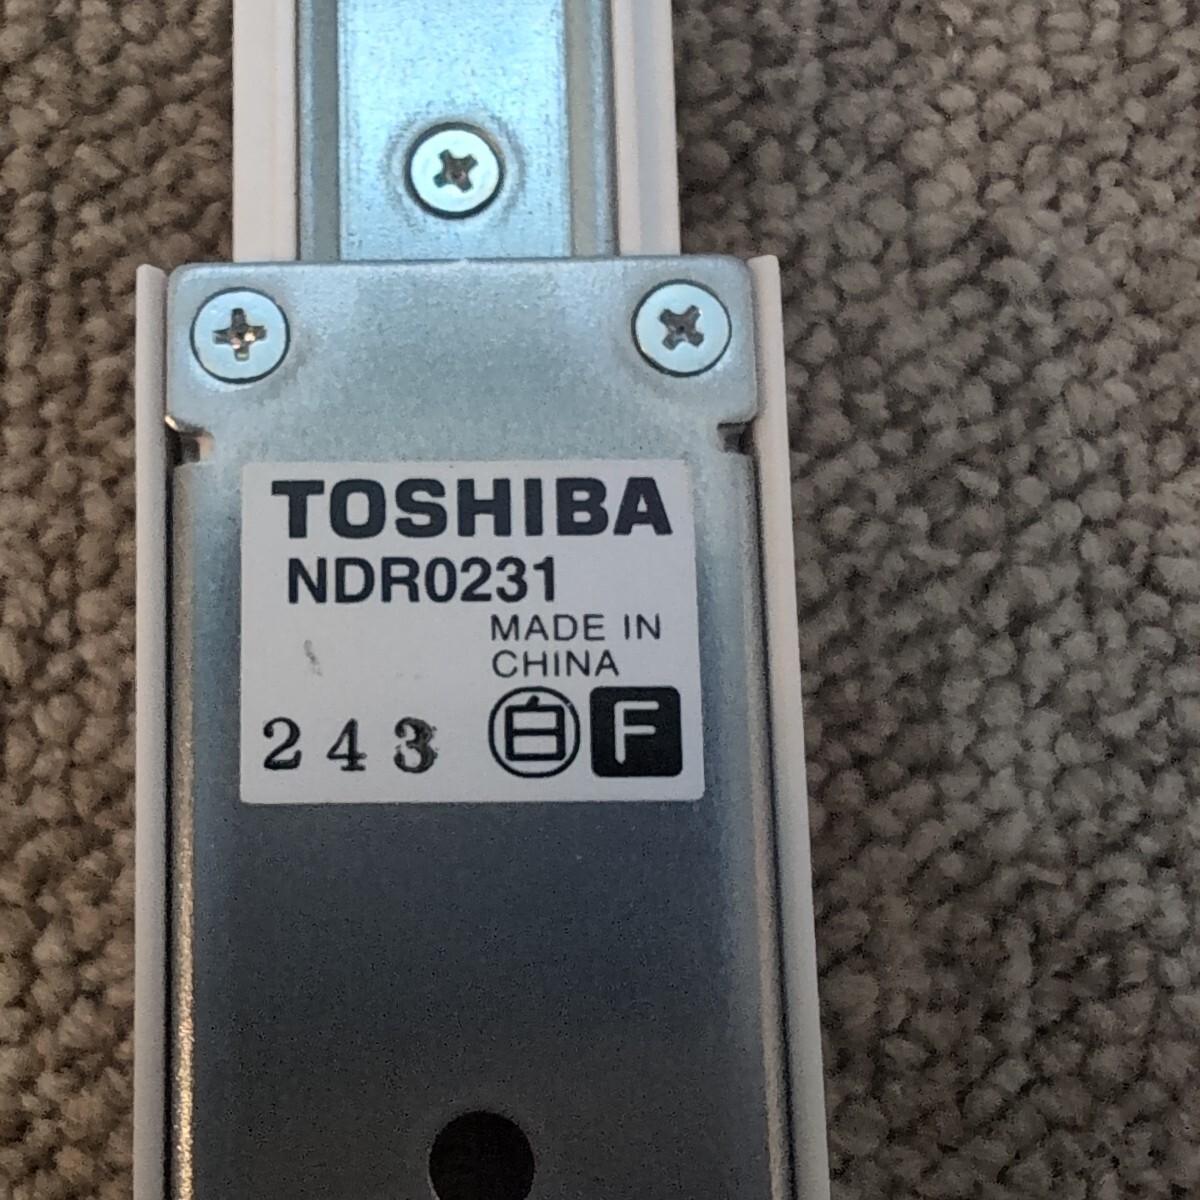 TOSHIBA
NDR0231
MADE IN
CHINA
243 白 F